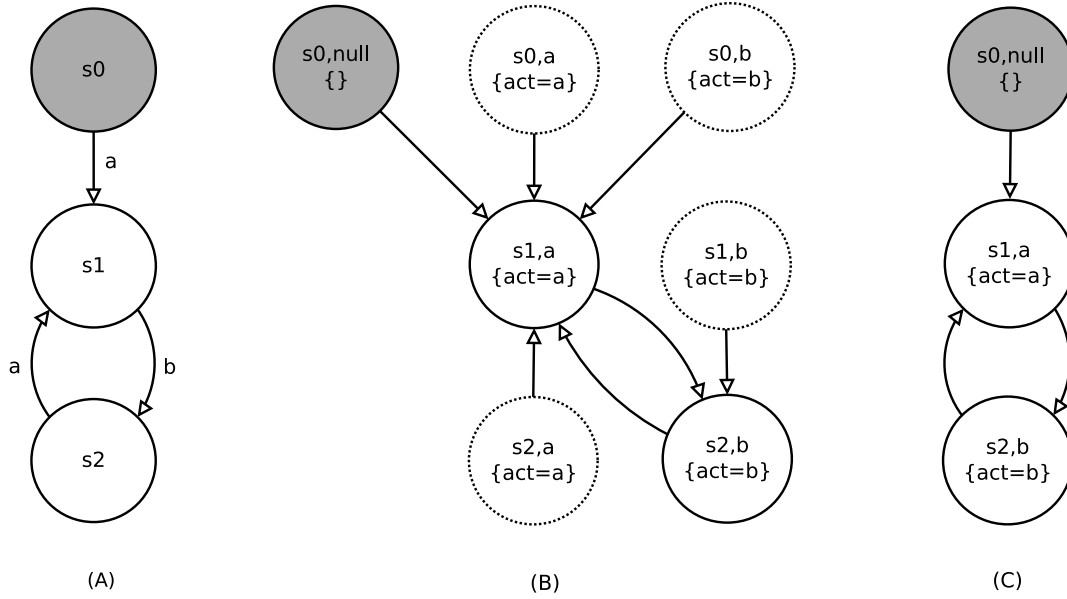 s0
a
s1
a
b
s2
(A)
s0,null
{}
s0,a
{act=a}
s0,b
{act=b}
s1,a
{act=a}
s1,b
{act=b}
s2,a
{act=a}
s2,b
{act=b}
(B)
s0,null
{}
s1,a
{act=a}
s2,b
{act=b}
(C)